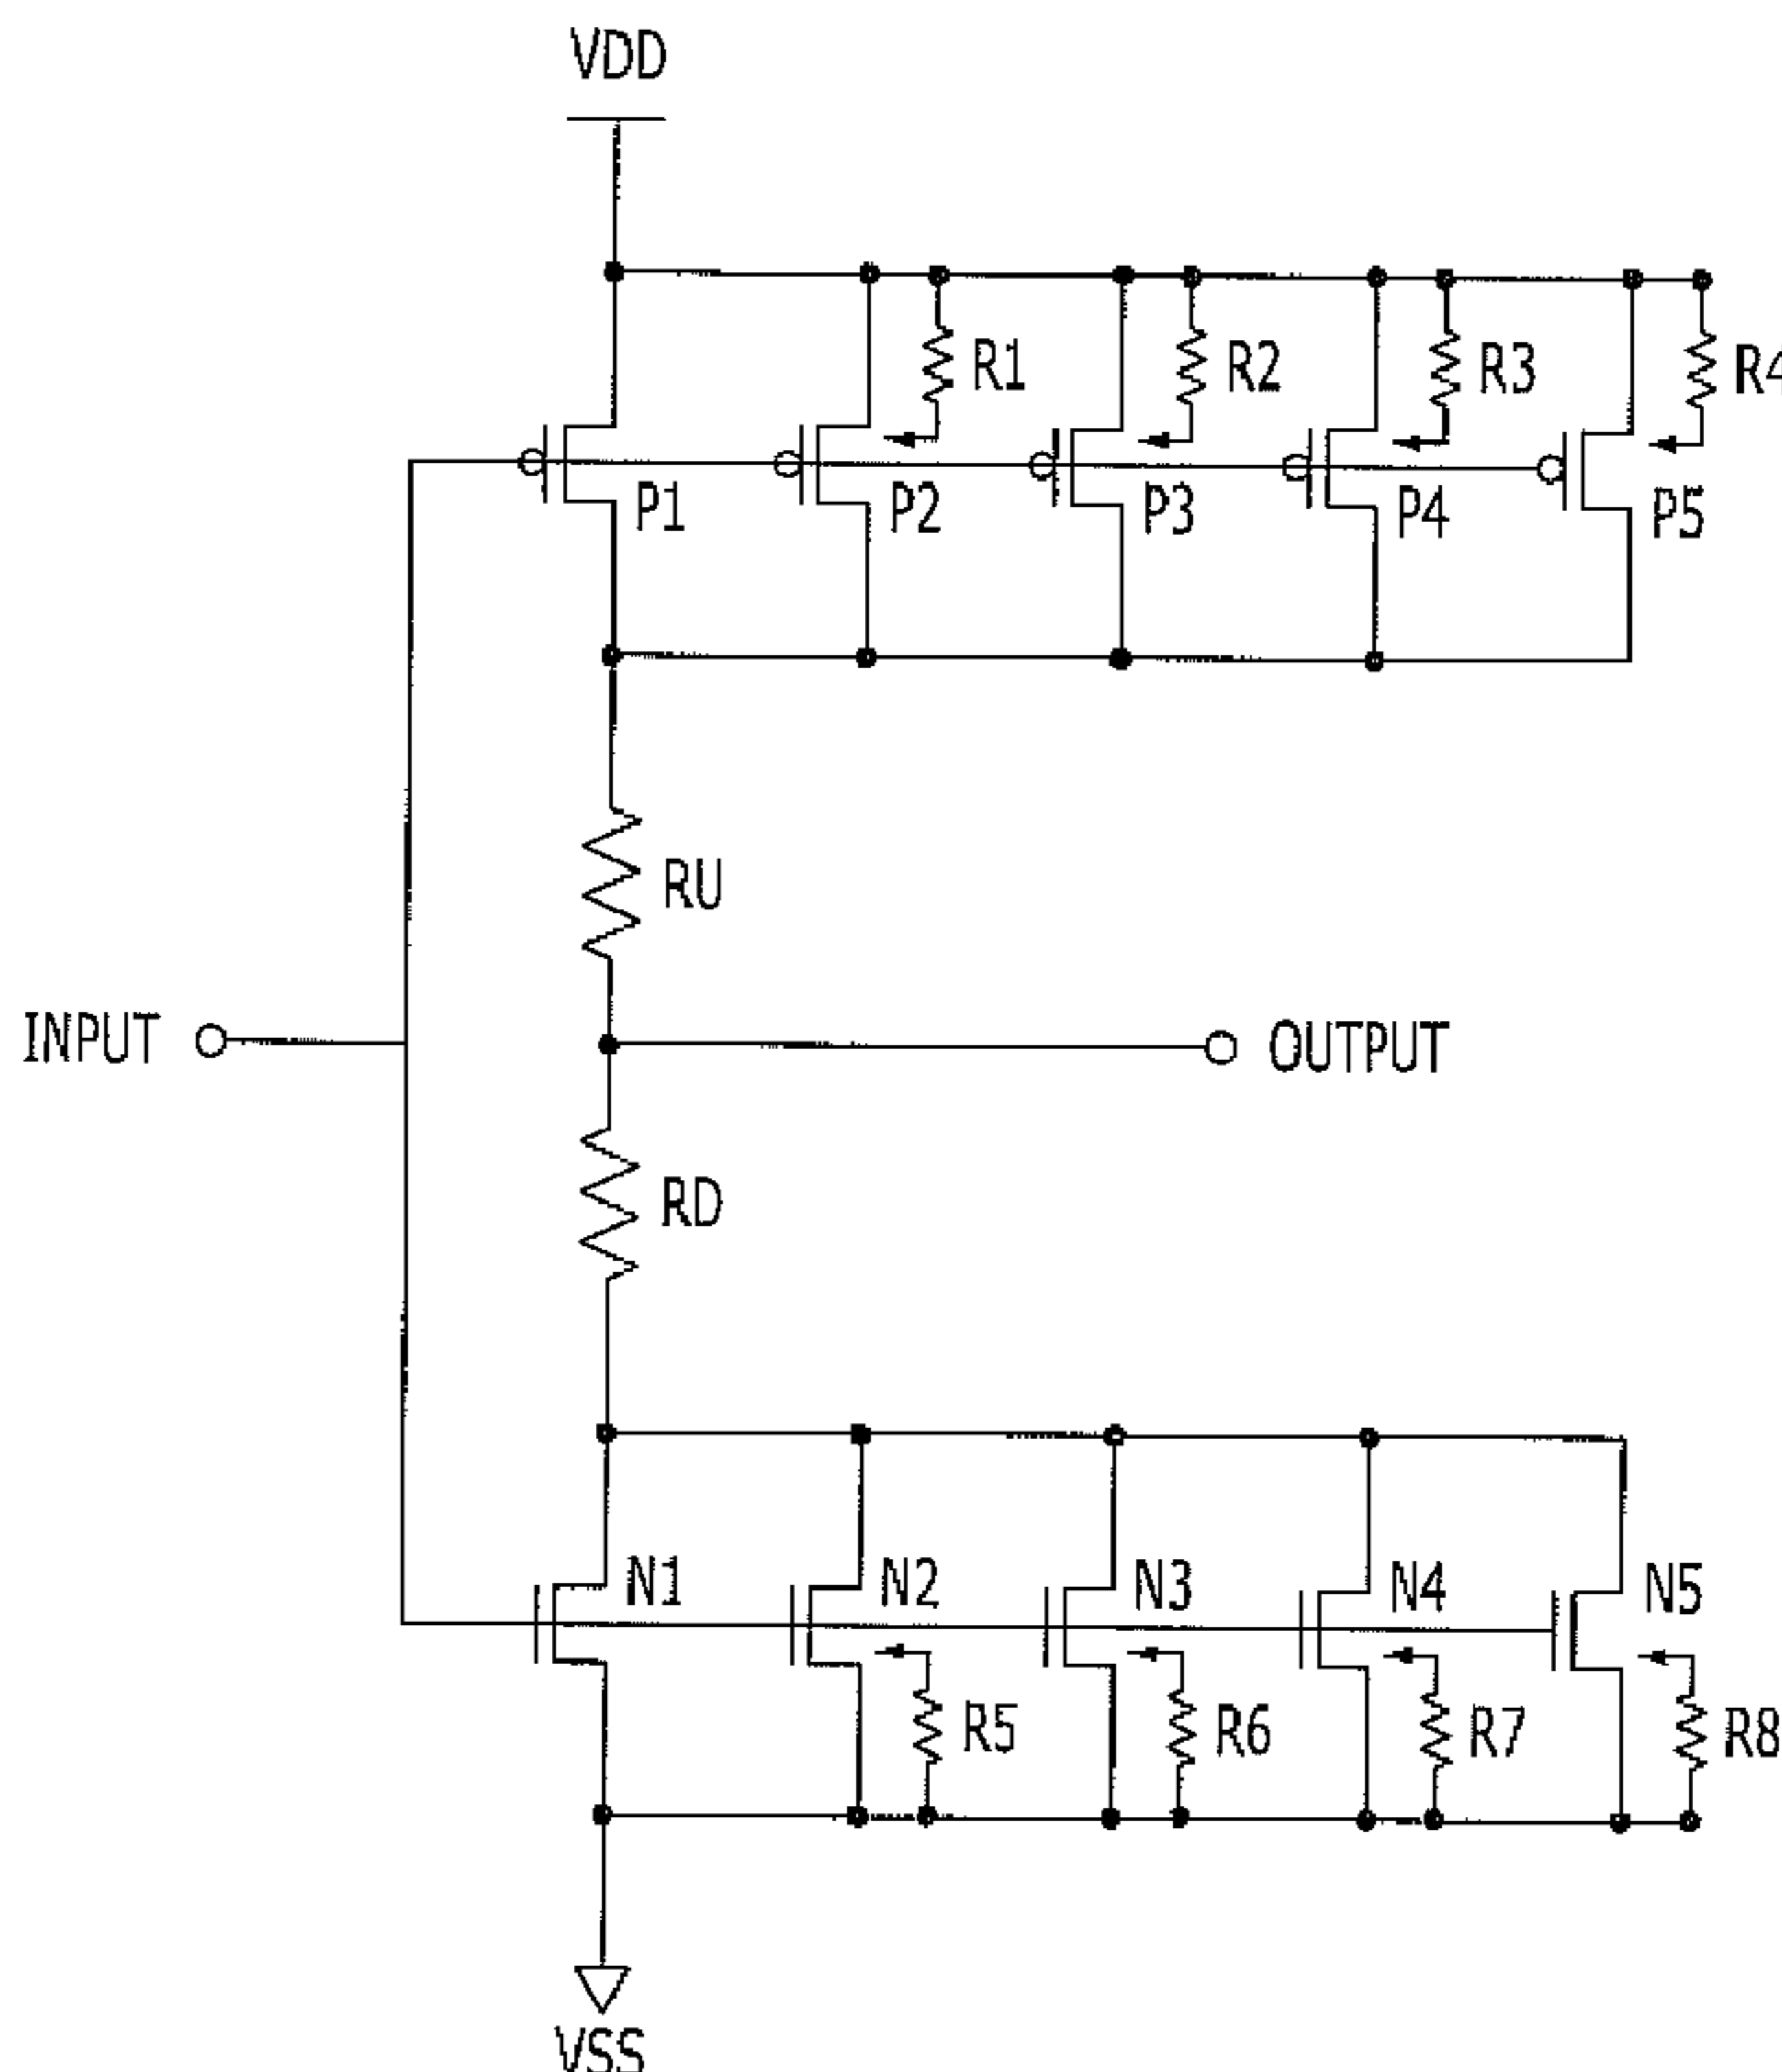 VDD
R1
R2
R3
R4
P1
P2
P3
P4
P5
RU
INPUT
OUTPUT
RD
N1
N2
N3
N4
N5
R5
R6
R7
R8
VSS